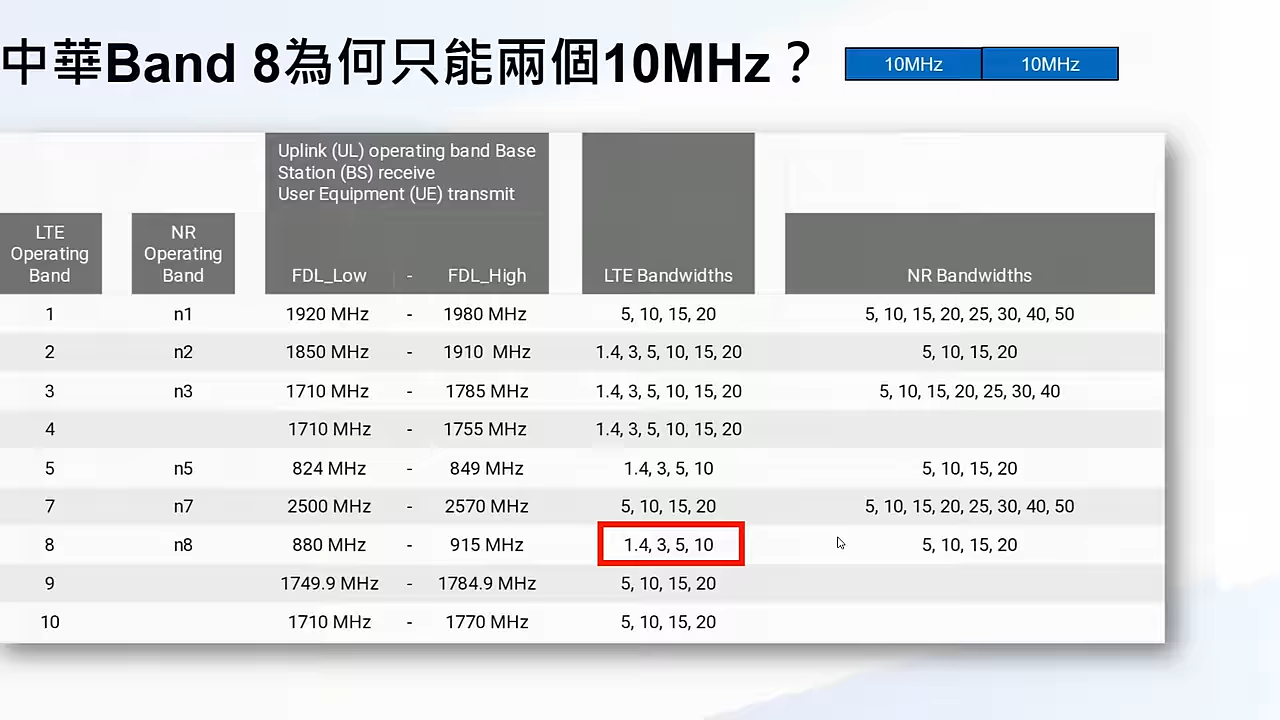 中華Band 8為何只能兩個10MHz？
10MHz 10MHz
Uplink (UL) operating band Base
Station (BS) receive
User Equipment (UE) transmit
LTE Operating Band
NR Operating Band
FDL_Low - FDL_High
LTE Bandwidths
NR Bandwidths
1 n1 1920 MHz - 1980 MHz 5, 10, 15, 20 5, 10, 15, 20, 25, 30, 40, 50
2 n2 1850 MHz - 1910 MHz 1.4, 3, 5, 10, 15, 20 5, 10, 15, 20
3 n3 1710 MHz - 1785 MHz 1.4, 3, 5, 10, 15, 20 5, 10, 15, 20, 25, 30, 40
4 1710 MHz - 1755 MHz 1.4, 3, 5, 10, 15, 20
5 n5 824 MHz - 849 MHz 1.4, 3, 5, 10 5, 10, 15, 20
7 n7 2500 MHz - 2570 MHz 5, 10, 15, 20 5, 10, 15, 20, 25, 30, 40, 50
8 n8 880 MHz - 915 MHz 1.4, 3, 5, 10 5, 10, 15, 20
9 1749.9 MHz - 1784.9 MHz 5, 10, 15, 20
10 1710 MHz - 1770 MHz 5, 10, 15, 20